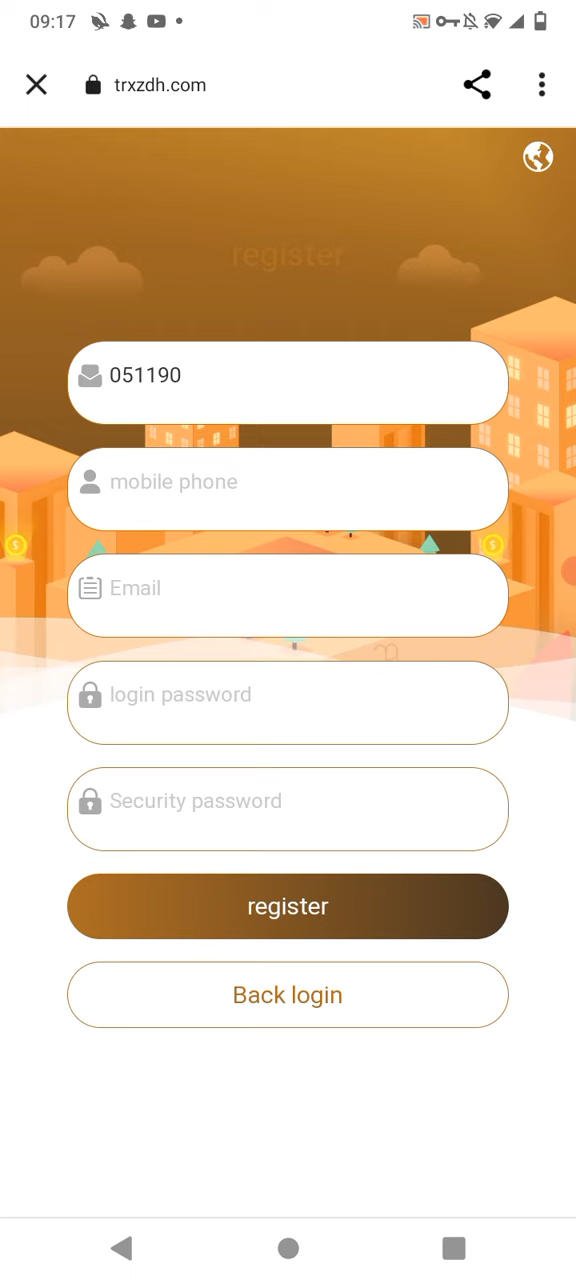 09:17
trxzdh.com
register
051190
mobile phone
Email
login password
Security password
register
Back login